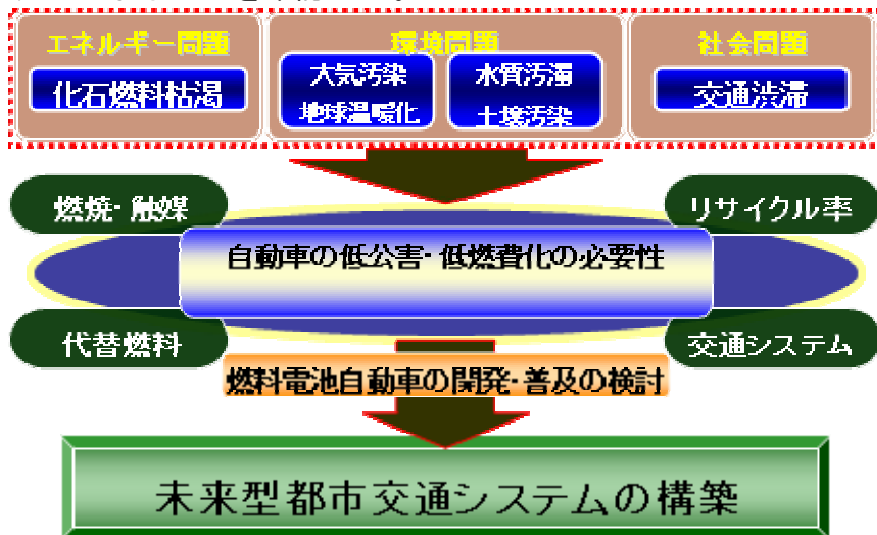 エネルギー問題
環境問題
社会問題
化石燃料枯渇
大気汚染
地球温暖化
水質汚濁
土壌汚染
交通渋滞
燃焼・触媒
リサイクル率
自動車の低公害・低燃費化の必要性
代替燃料
交通システム
燃料電池自動車の開発・普及の検討
未来型都市交通システムの構築